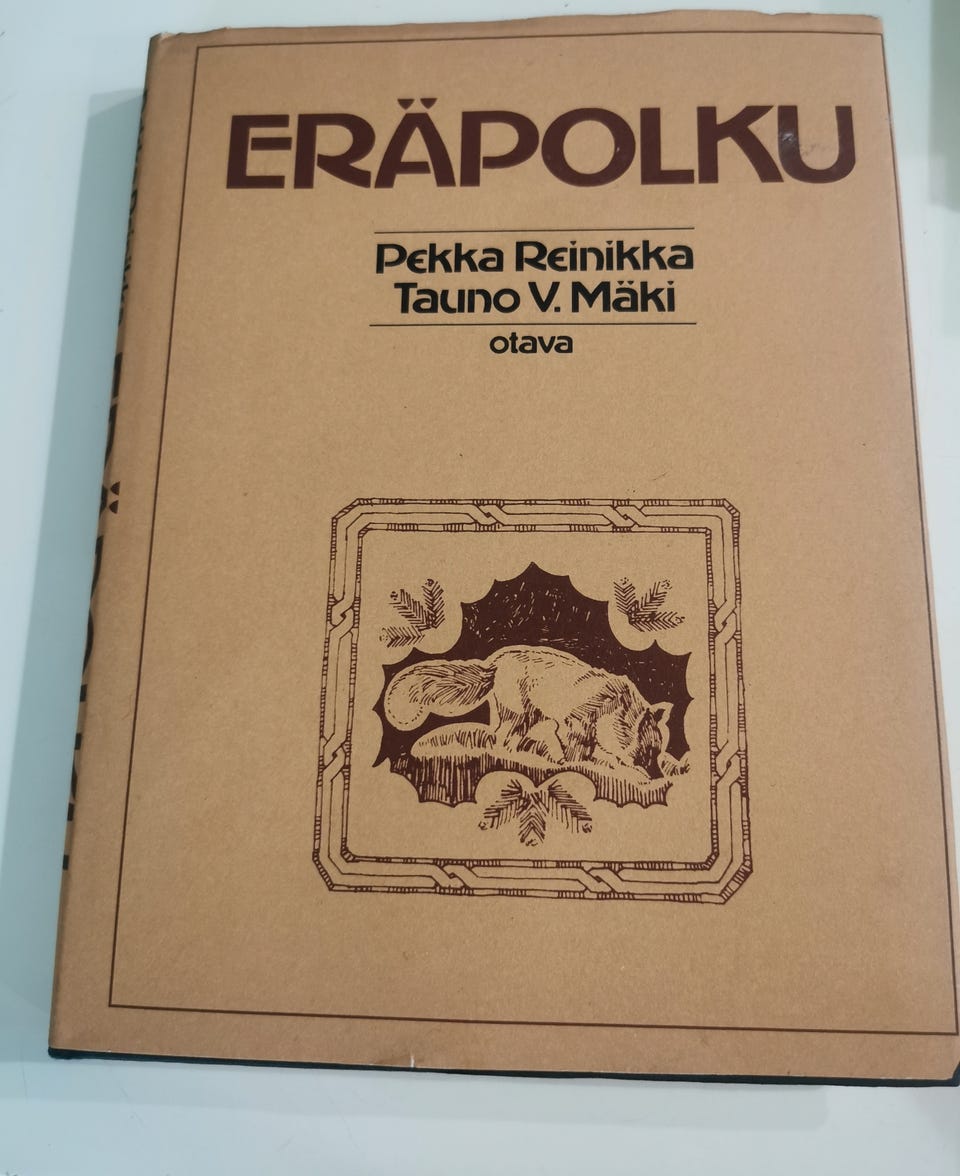 ERÄPOLKU
Pekka Reinikka
Tauno V. Mäki
otava